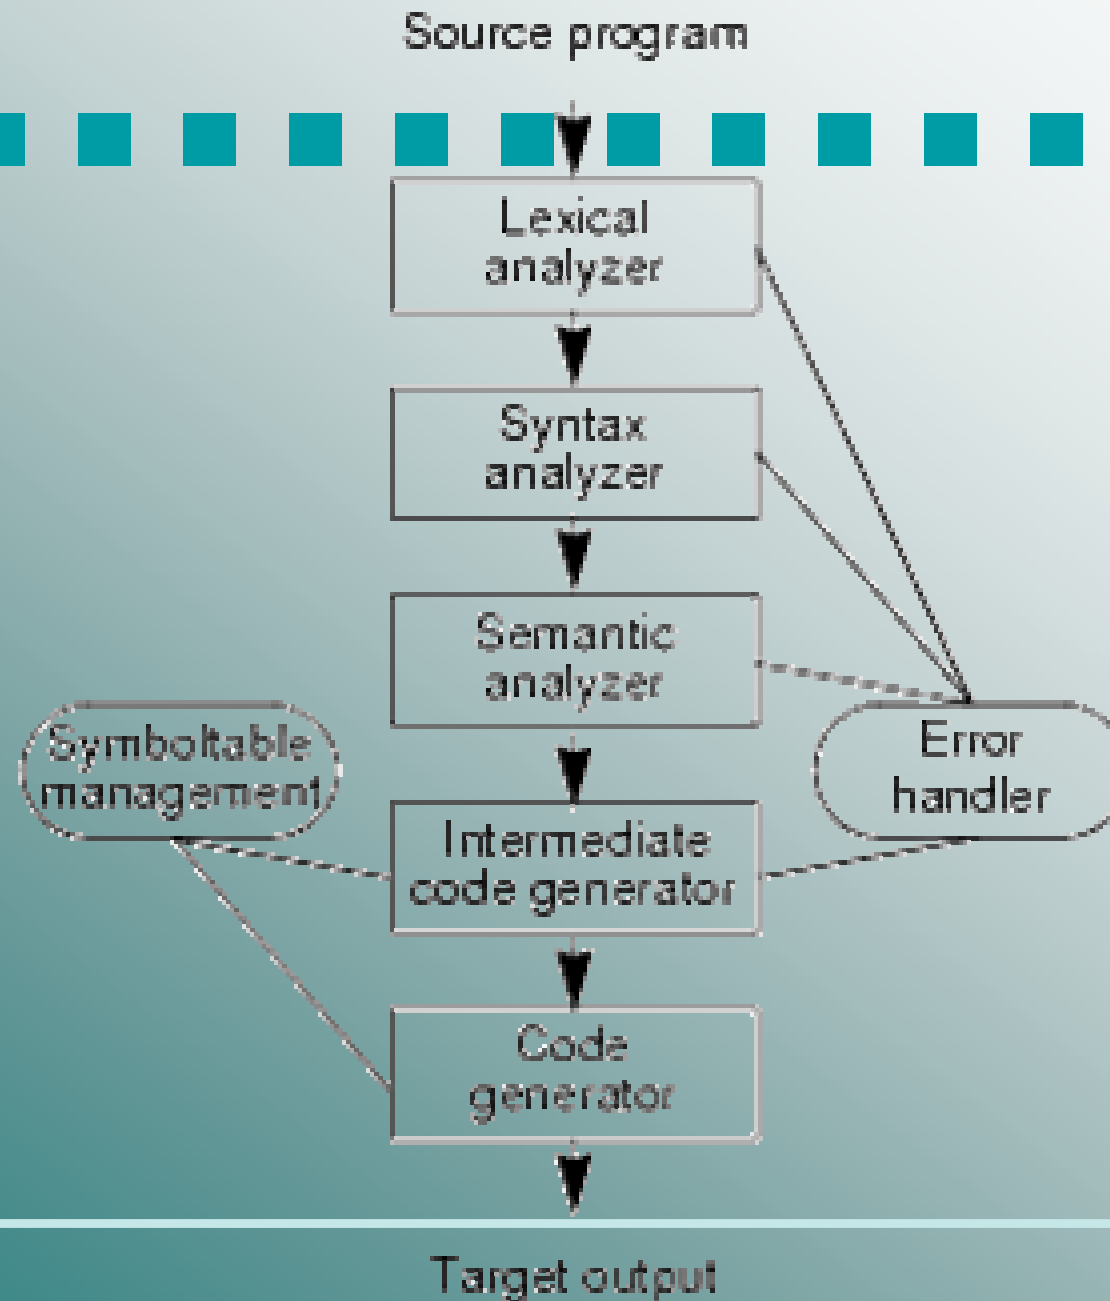 Source program
Lexical
analyzer
Syntax
analyzer
Semantic
analyzer
Symboltable
management
Error
handler
Intermediate
code generator
Code
generator
Target output